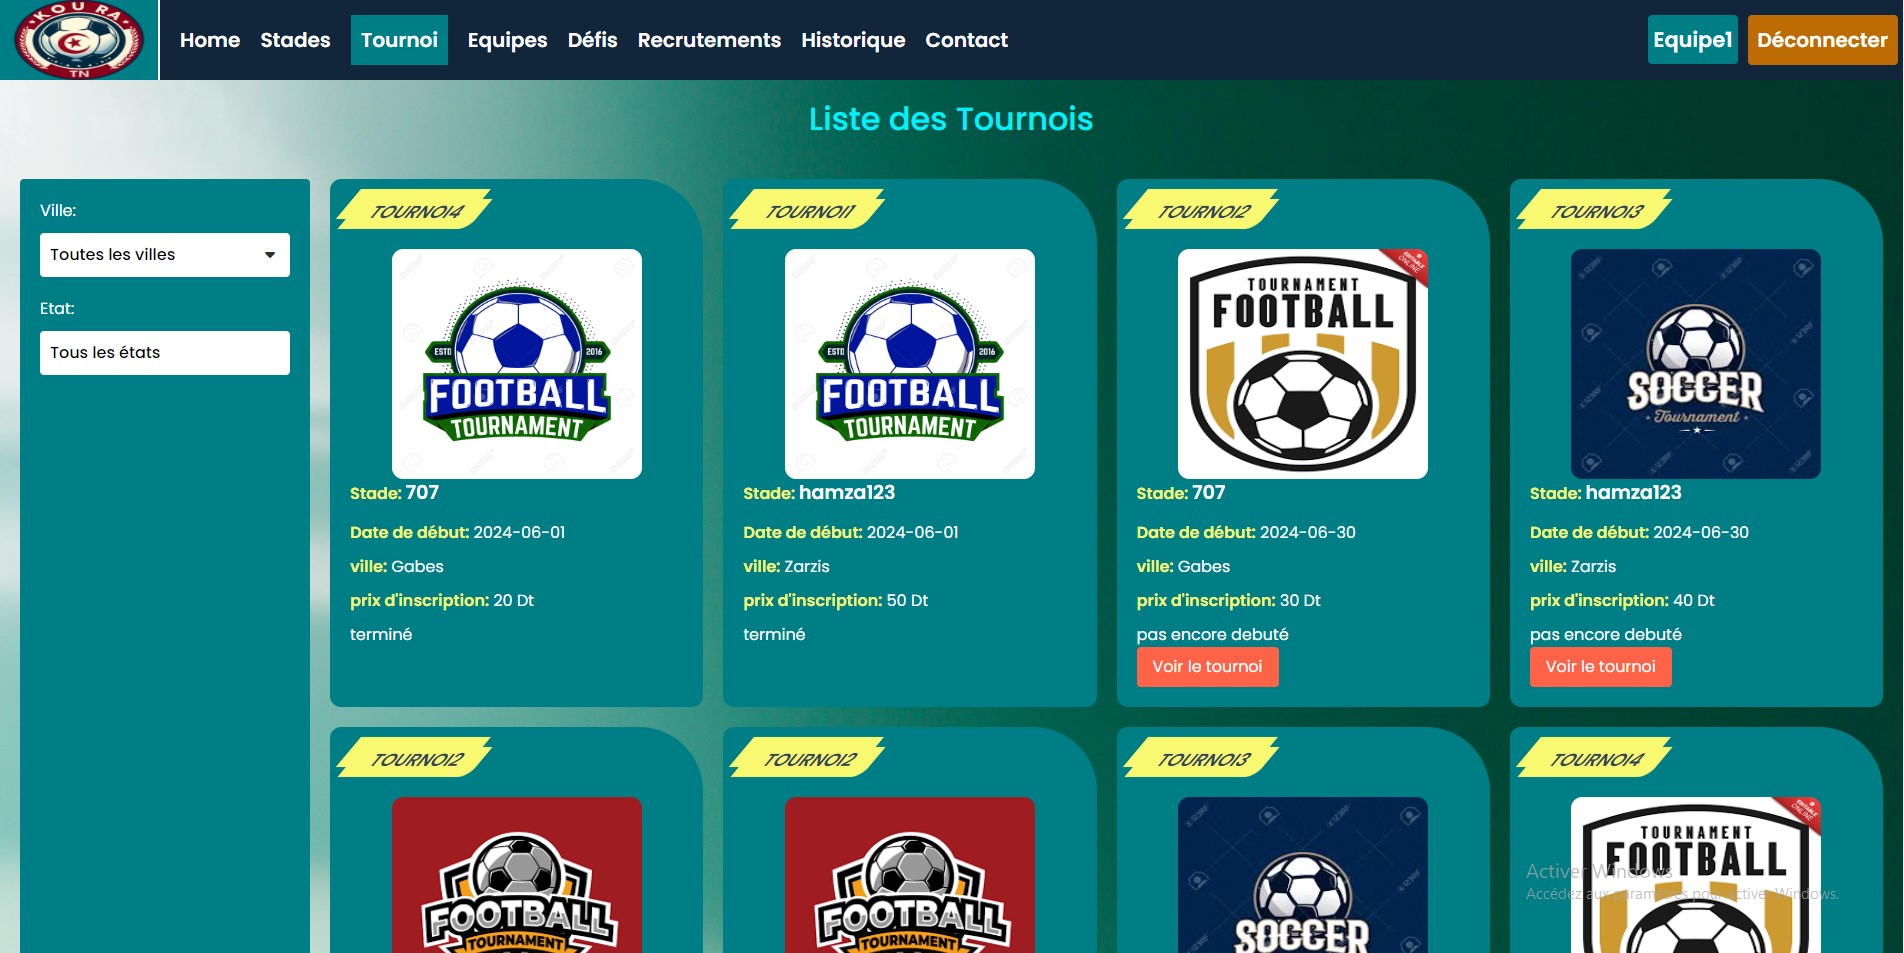 KOURA
TN
Home
Stades
Tournoi
Equipes
Défis
Recrutements
Historique
Contact
Equipe1
Déconnecter
Liste des Tournois
Ville:
Toutes les villes
Etat:
Tous les états
TOURNOI4
ESTD
2016
FOOTBALL
TOURNAMENT
Stade: 707
Date de début: 2024-06-01
ville: Gabes
prix d'inscription: 20 Dt
terminé
TOURNOI1
ESTD
2016
FOOTBALL
TOURNAMENT
Stade: hamza123
Date de début: 2024-06-01
ville: Zarzis
prix d'inscription: 50 Dt
terminé
TOURNOI2
EDITABLE
ONLINE
TOURNAMENT
FOOTBALL
Stade: 707
Date de début: 2024-06-30
ville: Gabes
prix d'inscription: 30 Dt
pas encore debuté
Voir le tournoi
TOURNOI3
123RF
SOCCER
Tournament
Stade: hamza123
Date de début: 2024-06-30
ville: Zarzis
prix d'inscription: 40 Dt
pas encore debuté
Voir le tournoi
TOURNOI2
FOOTBALL
TOURNAMENT
TOURNOI2
FOOTBALL
TOURNAMENT
TOURNOI3
123RF
SOCCER
TOURNOI4
EDITABLE
ONLINE
TOURNAMENT
FOOTBALL
Activer Windows
Accédez aux paramètres pour activer Windows.